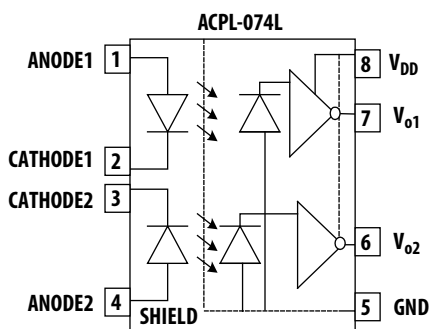 ACPL-074L
ANODE1 1
8 VDD
7 Vo1
CATHODE1 2
CATHODE2 3
6 Vo2
ANODE2 4
SHIELD
5 GND